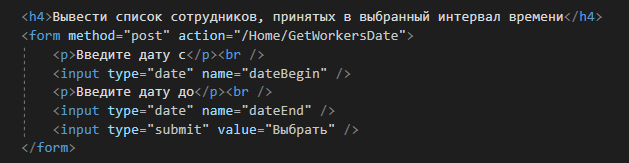 <h4>Вывести список сотрудников, принятых в выбранный интервал времени</h4>
<form method="post" action="/Home/GetWorkersDate">
<p>Введите дату с</p><br />
<input type="date" name="dateBegin" />
<p>Введите дату до</p><br />
<input type="date" name="dateEnd" />
<input type="submit" value="Выбрать" />
</form>